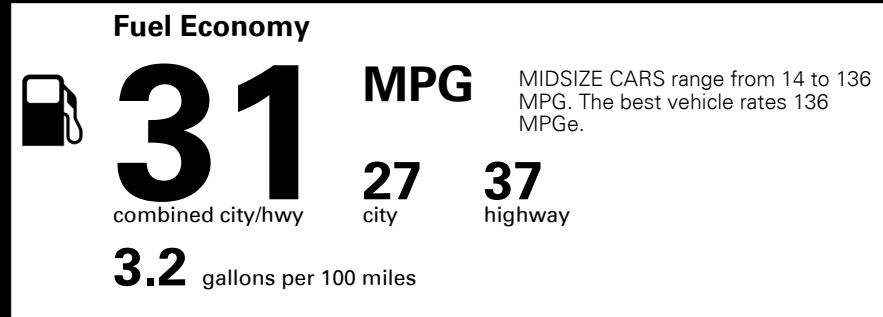 Fuel Economy
31 MPG
MIDSIZE CARS range from 14 to 136
MPG. The best vehicle rates 136
MPGe.
27 37
combined city/hwy city highway
3.2 gallons per 100 miles